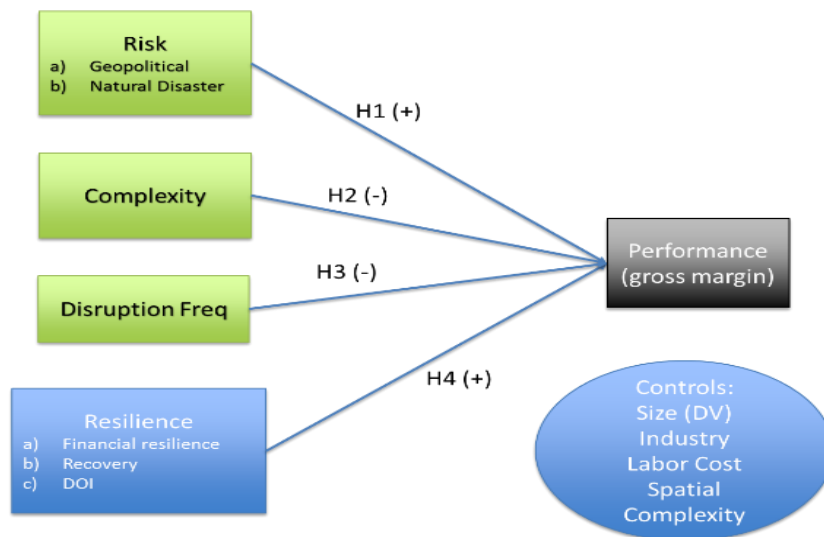 Risk
a) Geopolitical
b) Natural Disaster
H1 (+)
Complexity
H2 (-)
Performance
(gross margin)
H3 (-)
Disruption Freq
H4 (+)
Resilience
a) Financial resilience
b) Recovery
c) DOI
Controls:
Size (DV)
Industry
Labor Cost
Spatial
Complexity